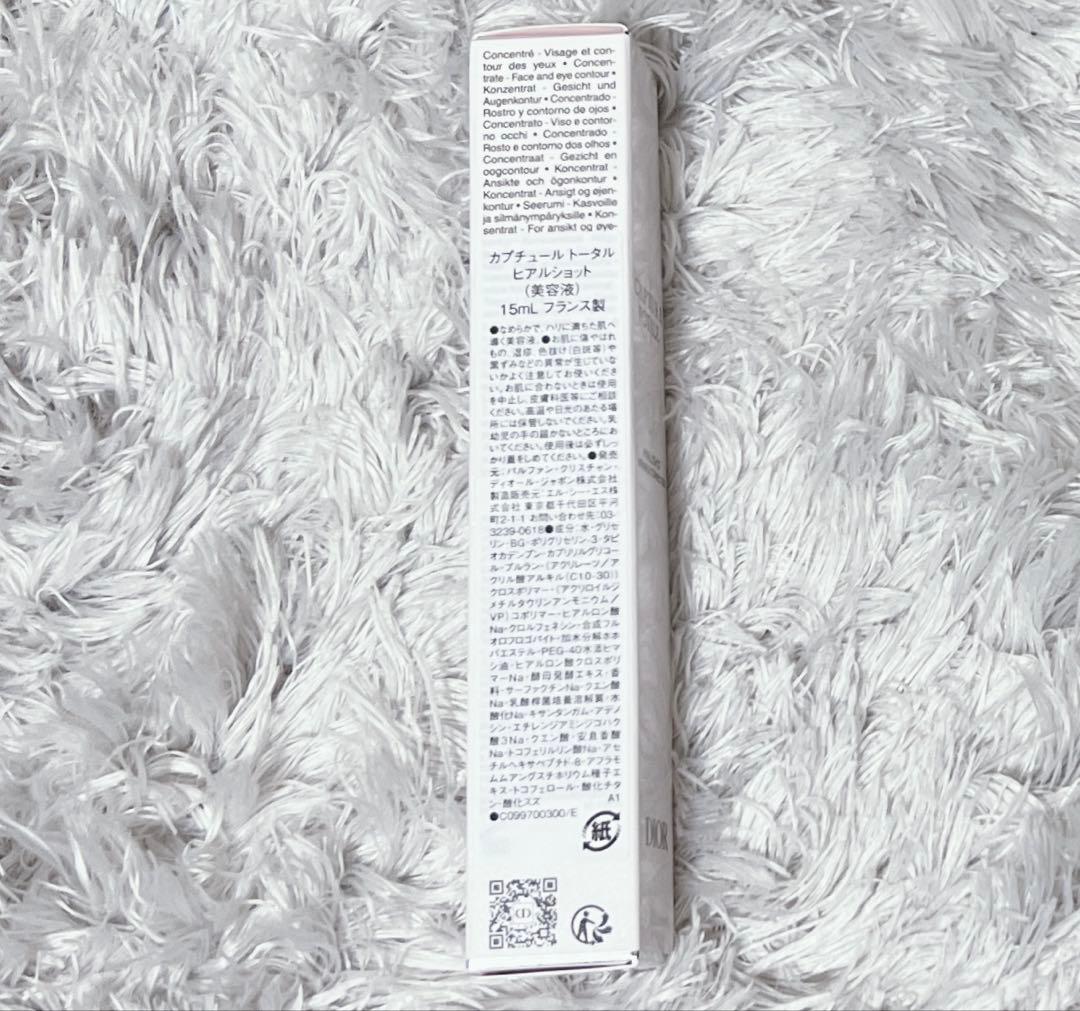 Concentré - Visage et con-
tour des yeux • Concen-
trate - Face and eye contour •
Konzentrat - Gesicht und
Augenkontur • Concentrado -
Rostro y contorno de ojos •
Concentrato - Viso e contor-
no occhi • Concentrado -
Rosto e contorno dos olhos •
Concentraat - Gezicht en
oogcontour • Koncentrat -
Ansikte och ögonkontur •
Koncentrat - Ansigt og øjen-
kontur • Seerumi - Kasvoille
ja silmänympäryksille • Kon-
sentrat - For ansikt og øye-
カプチュール トータル
ヒアルショット
(美容液)
15mL フランス製
●なめらかで、ハリに満ちた肌へ
導く美容液。●お肌に傷やはれ
もの、湿疹、色抜け(白斑等)や
黒ずみなどの異常が生じていな
いかよく注意してお使いくださ
い。お肌に合わないときは使用
を中止し、皮膚科医等にご相談
ください。高温や日光のあたる場
所には保管しないでください。乳
幼児の手の届かないところにお
いてください。使用後は必ずしっ
かり蓋をしめてください。●発売
元:パルファン・クリスチャン・
ディオール・ジャポン株式会社
製造販売元:エル・シー・エス株
式会社 東京都千代田区平河
町2-1-1 お問い合わせ先:03-
3239-0618●成分:水・グリセ
リン・BG・ポリグリセリン-3・タピ
オカデンプン・カプリリルグリコー
ル・プルラン・(アクリレーツ/ア
クリル酸アルキル(C10-30))
クロスポリマー・(アクリロイルジ
メチルタウリンアンモニウム/
VP)コポリマー・ヒアルロン酸
Na・クロルフェネシン・合成フル
オロフロゴパイト・加水分解ホホ
バエステル・PEG-40水添ヒマ
シ油・ヒアルロン酸クロスポリ
マーNa・酵母発酵エキス・香
料・サーファクチンNa・クエン酸
Na・乳酸桿菌培養溶解質・水
酸化Na・キサンタンガム・アデノ
シン・エチレンジアミンジコハク
酸3Na・クエン酸・安息香酸
Na・トコフェリルリン酸Na・アセ
チルヘキサペプチド-8・アフラモ
ムムアングスチホリウム種子エ
キス・トコフェロール・酸化チタ
ン・酸化スズ A1
●C099700300/E
紙
CD
DIOR